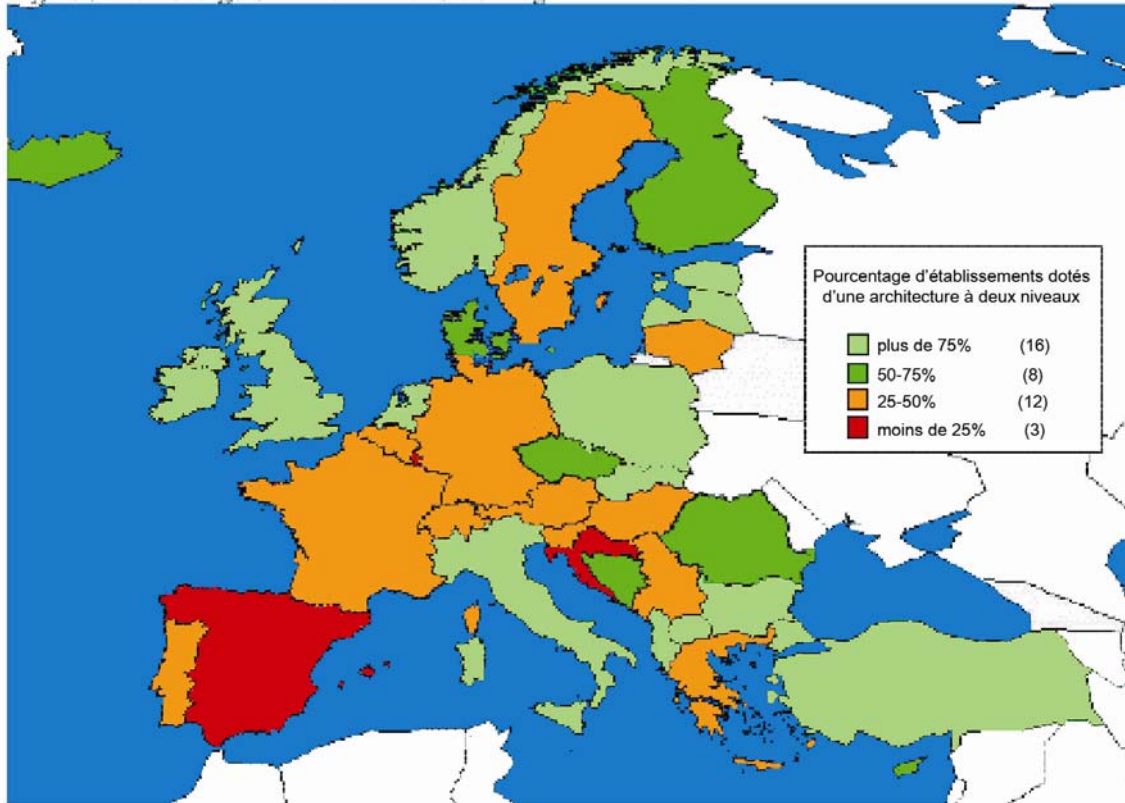 Pourcentage d'établissements dotés
d'une architecture à deux niveaux
plus de 75% (16)
50-75% (8)
25-50% (12)
moins de 25% (3)